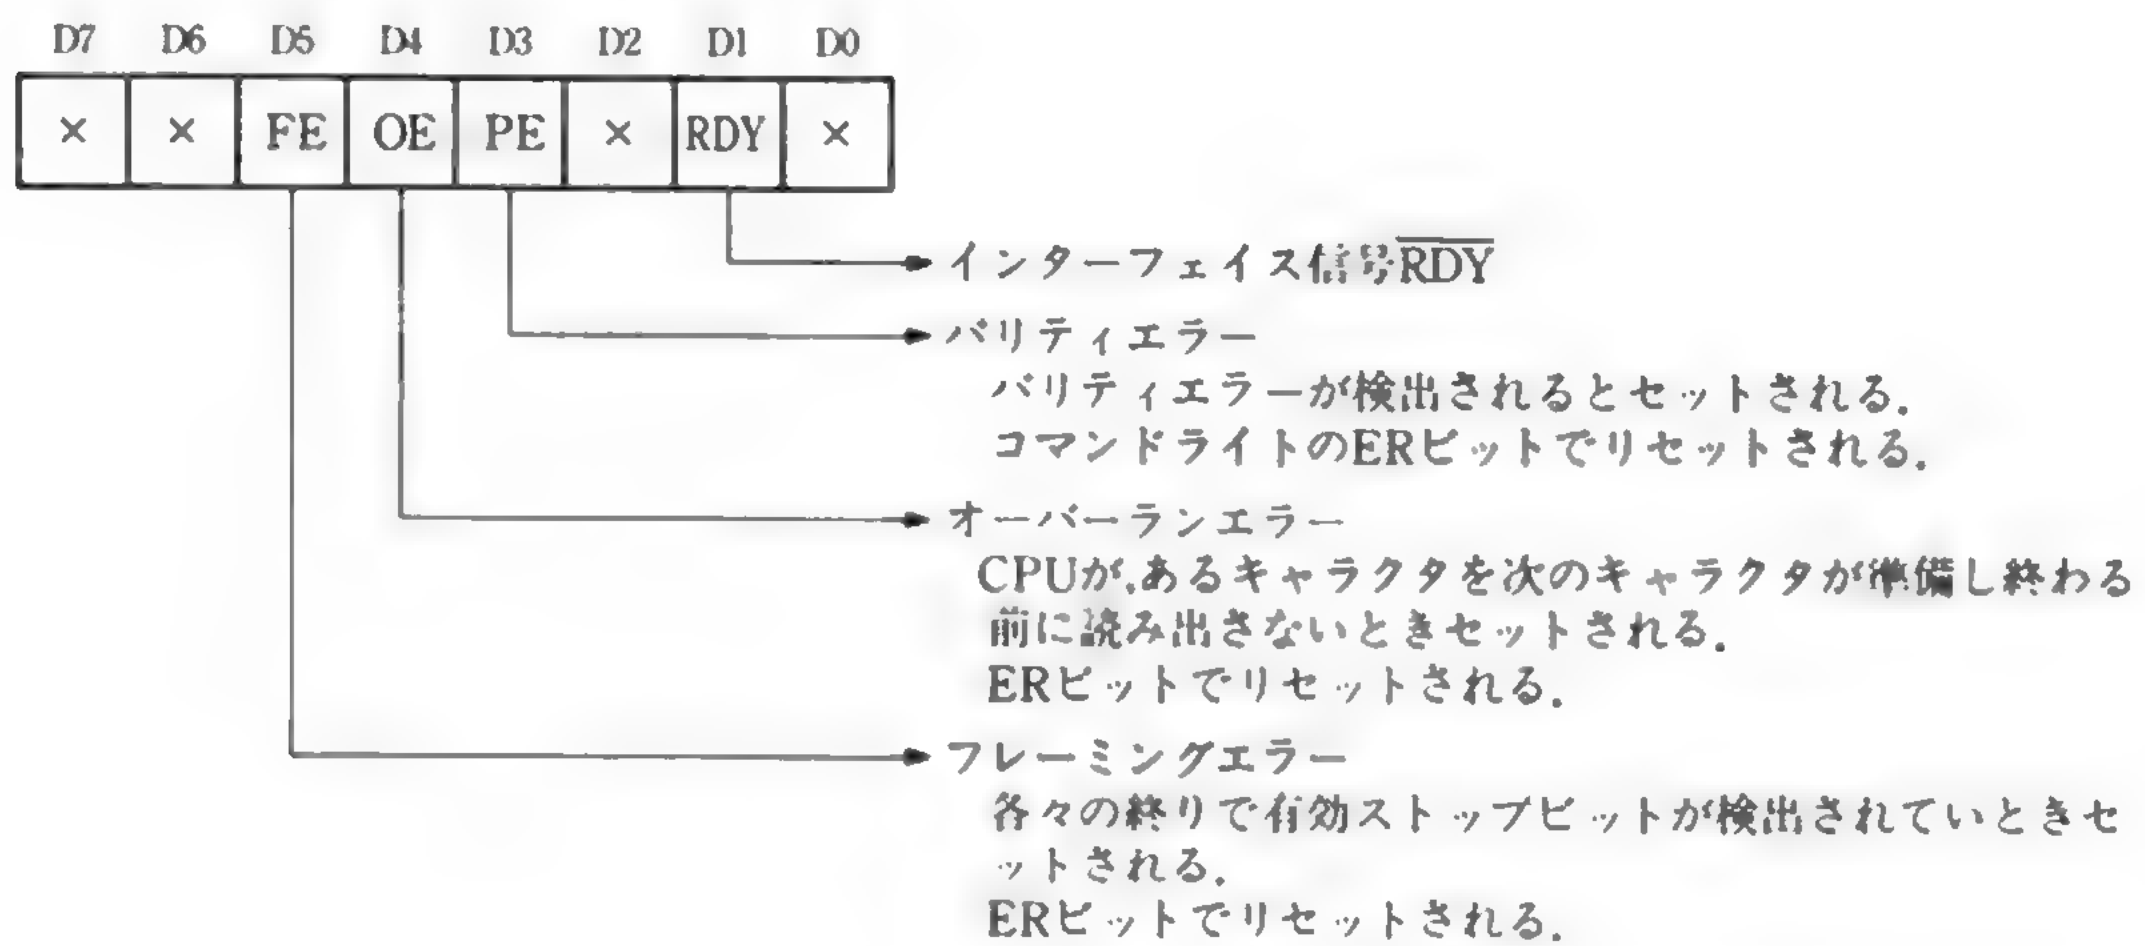 D7 D6 D5 D4 D3 D2 D1 D0
× × FE OE PE × RDY ×
インターフェイス信号RDY
パリティエラー
パリティエラーが検出されるとセットされる.
コマンドライトのERビットでリセットされる.
オーバーランエラー
CPUが,あるキャラクタを次のキャラクタが準備し終わる
前に読み出さないときセットされる.
ERビットでリセットされる.
フレーミングエラー
各々の終りで有効ストップビットが検出されていときセ
ットされる.
ERビットでリセットされる.